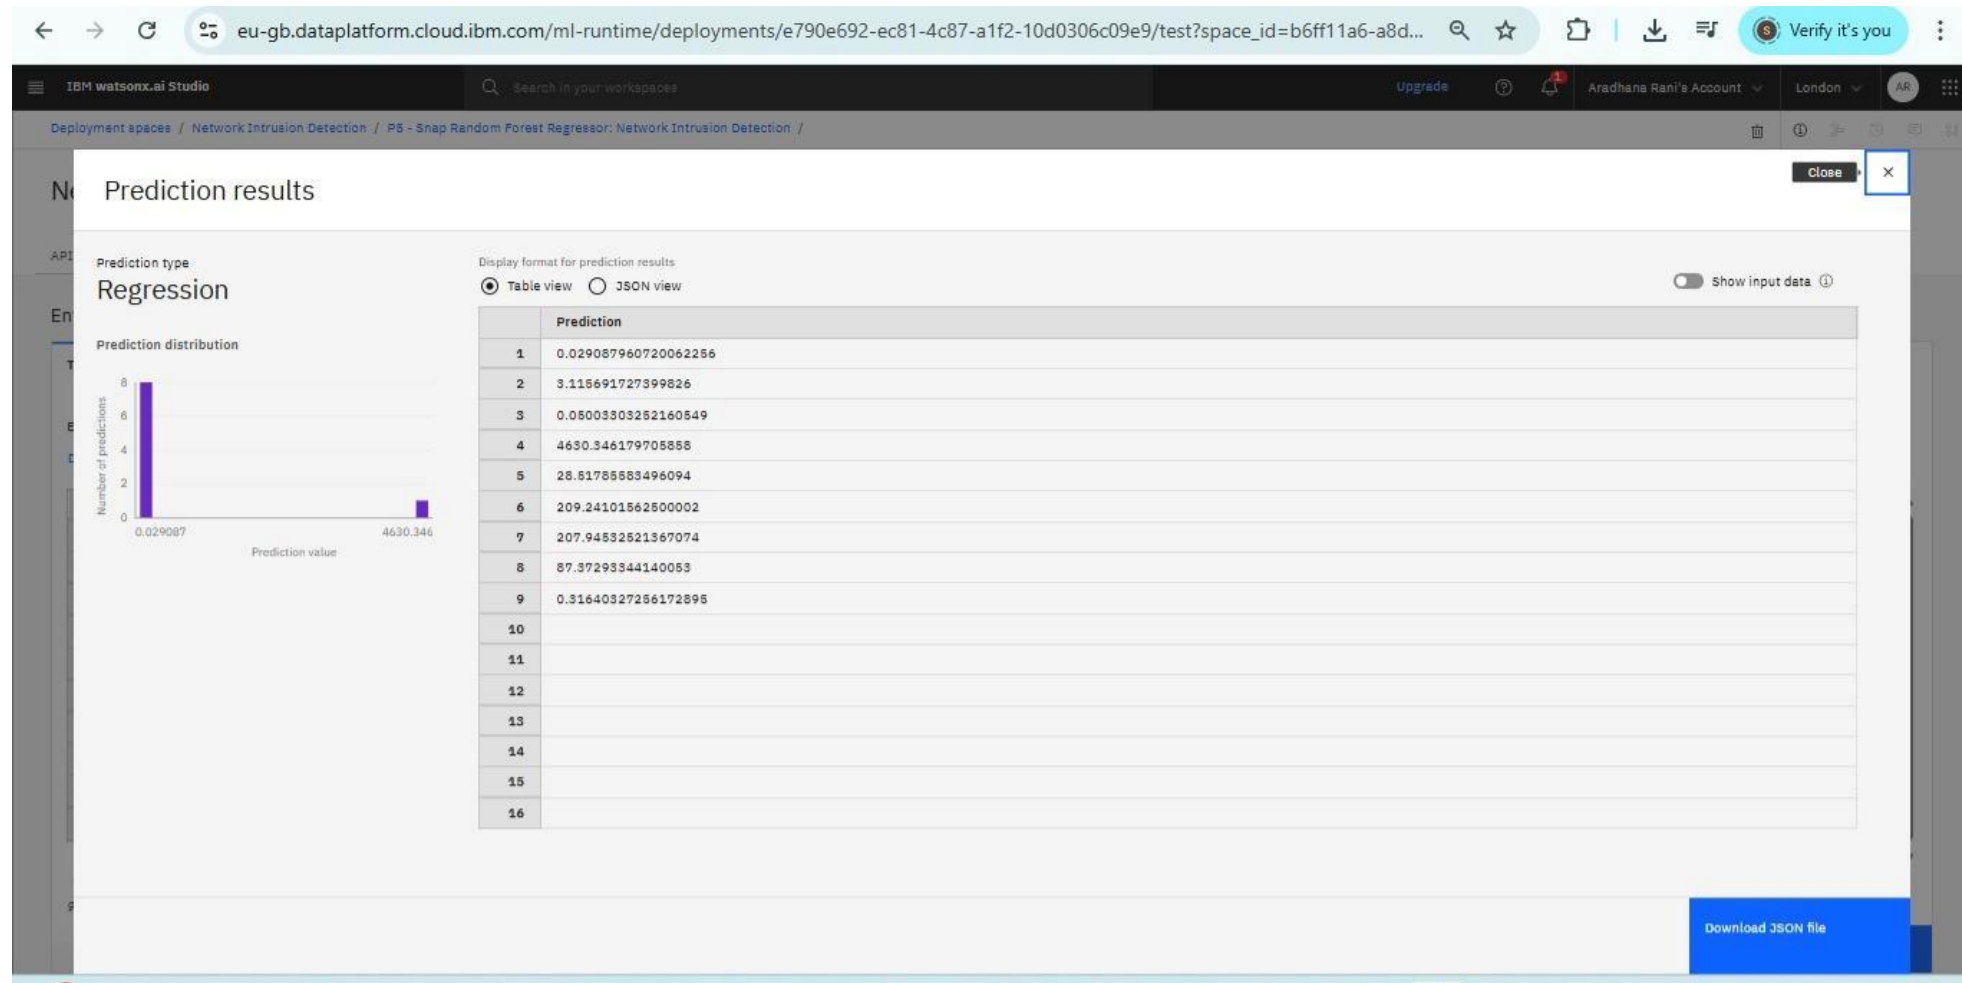 eu-gb.dataplatform.cloud.ibm.com/ml-runtime/deployments/e790e692-ec81-4c87-a1f2-10d0306c09e9/test?space_id=b6ff11a6-a8d...
S
Verify it's you
IBM watsonx.ai Studio
Search in your workspaces
Upgrade
1
Aradhana Rani's Account
London
AR
Deployment spaces / Network Intrusion Detection / P5 - Snap Random Forest Regressor: Network Intrusion Detection /
Close
Prediction results
API
Prediction type
Regression
Display format for prediction results
Table view
JSON view
Show input data
Prediction distribution
8
6
4
2
0
Number of predictions
0.029087
4630.346
Prediction value
Prediction
1 0.029087960720062256
2 3.115691727399826
3 0.05003303252160549
4 4630.346179705858
5 28.51785583496094
6 209.24101562500002
7 207.94532521367074
8 87.37293344140053
9 0.31640327256172895
10
11
12
13
14
15
16
Download JSON file